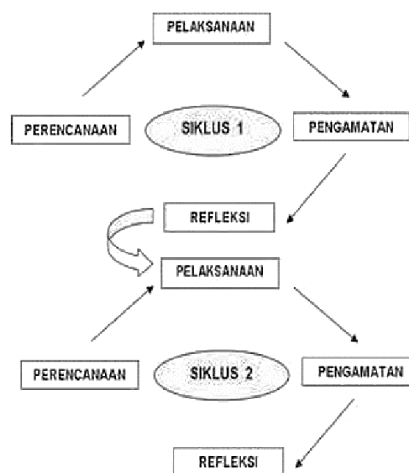 PELAKSANAAN
PERENCANAAN
SIKLUS 1
PENGAMATAN
REFLEKSI
PELAKSANAAN
PERENCANAAN
SIKLUS 2
PENGAMATAN
REFLEKSI